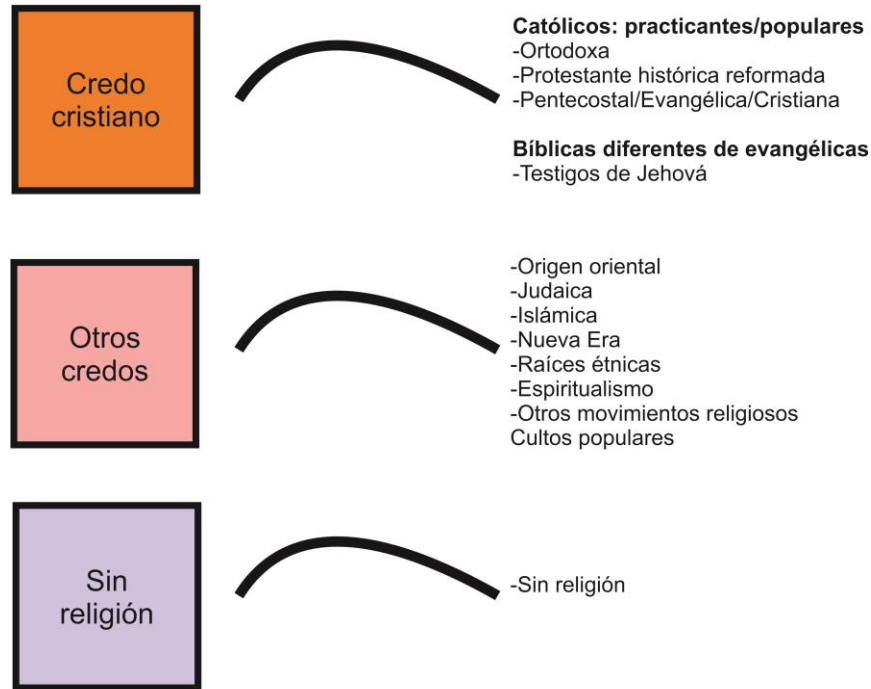 Credo
cristiano
Católicos: practicantes/populares
-Ortodoxa
-Protestante histórica reformada
-Pentecostal/Evangélica/Cristiana
Bíblicas diferentes de evangélicas
-Testigos de Jehová
Otros
credos
-Origen oriental
-Judaica
-Islámica
-Nueva Era
-Raíces étnicas
-Espiritualismo
-Otros movimientos religiosos
Cultos populares
Sin
religión
-Sin religión